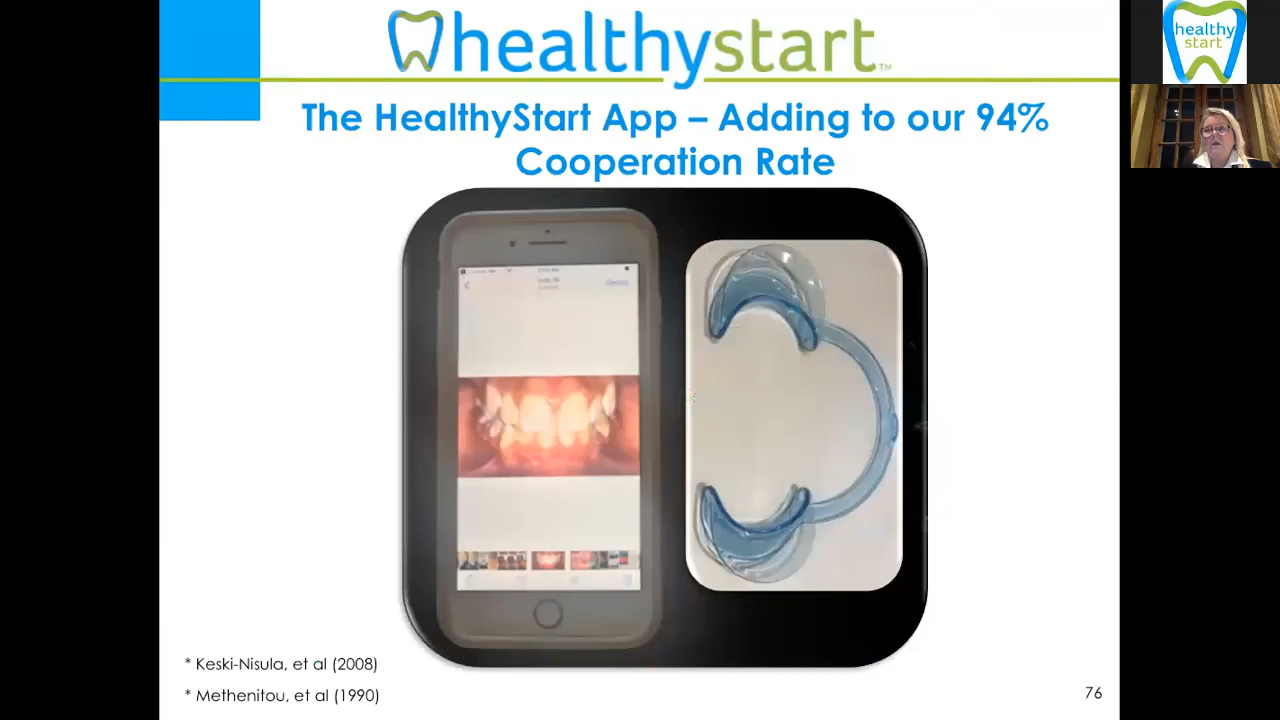 healthystart™
The HealthyStart App – Adding to our 94%
Cooperation Rate
* Keski-Nisula, et al (2008)
* Methenitou, et al (1990)
76
healthy
start